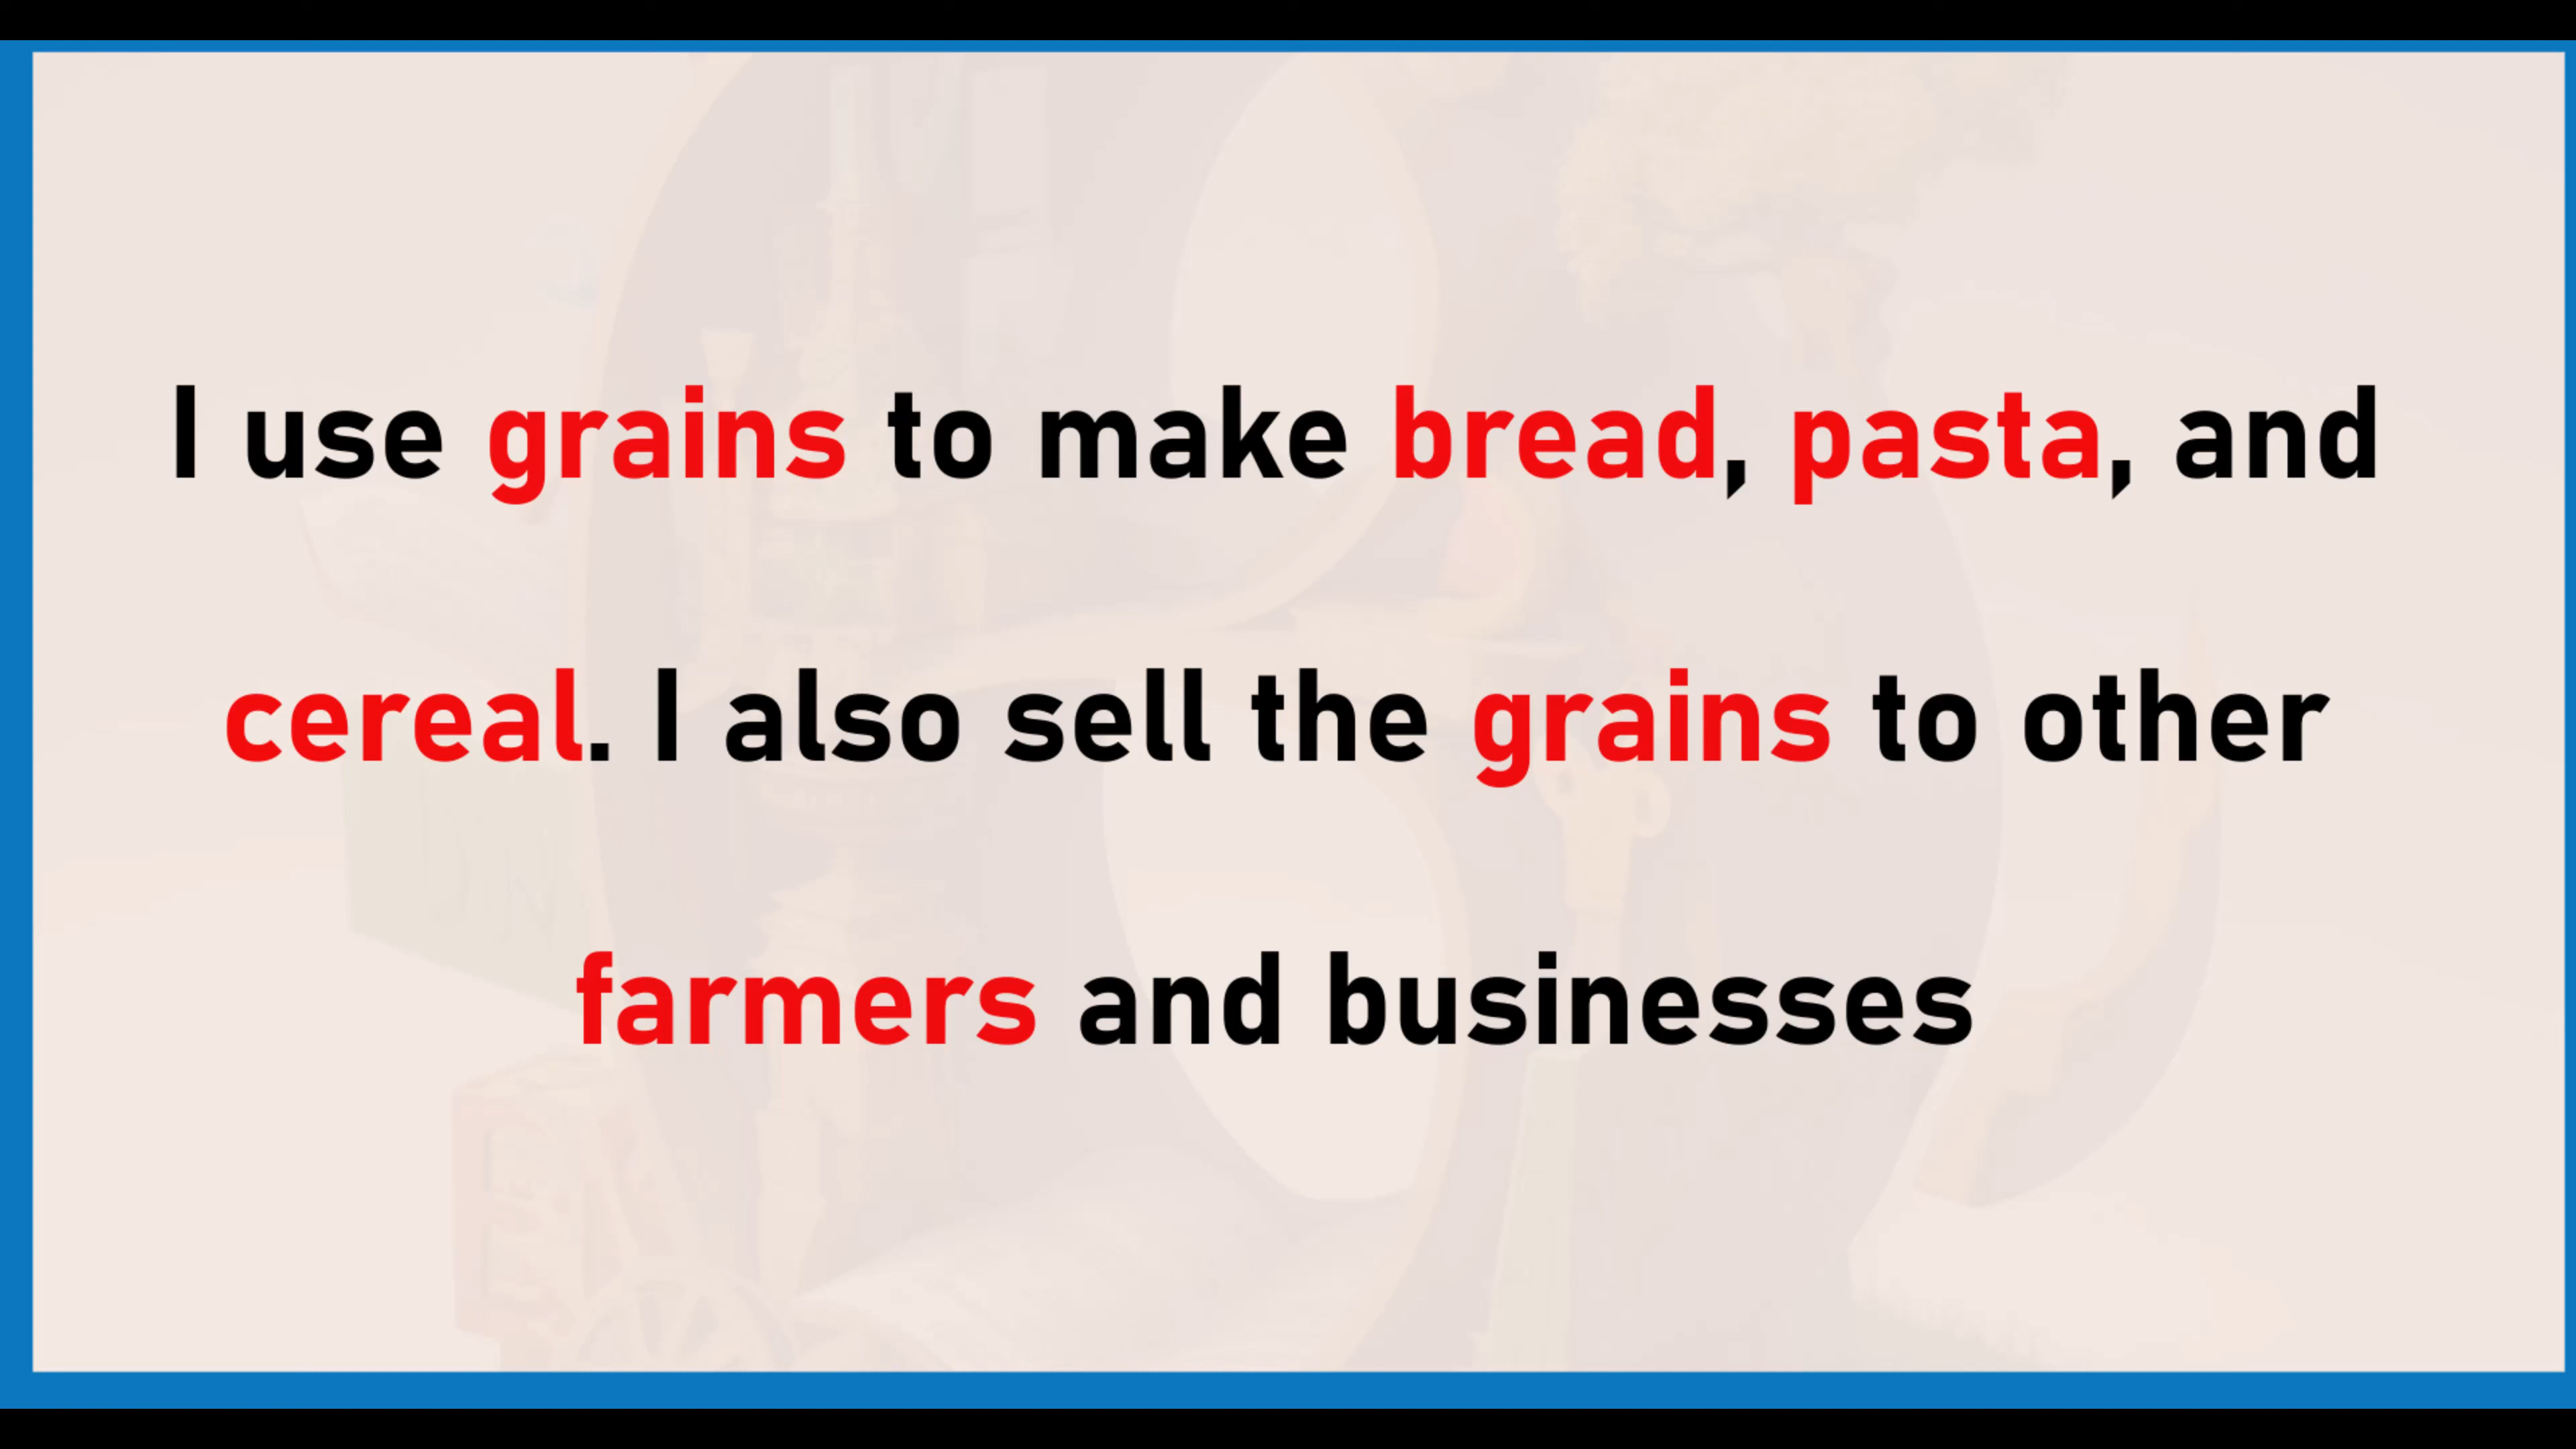 I use grains to make bread, pasta, and
cereal. I also sell the grains to other
farmers and businesses